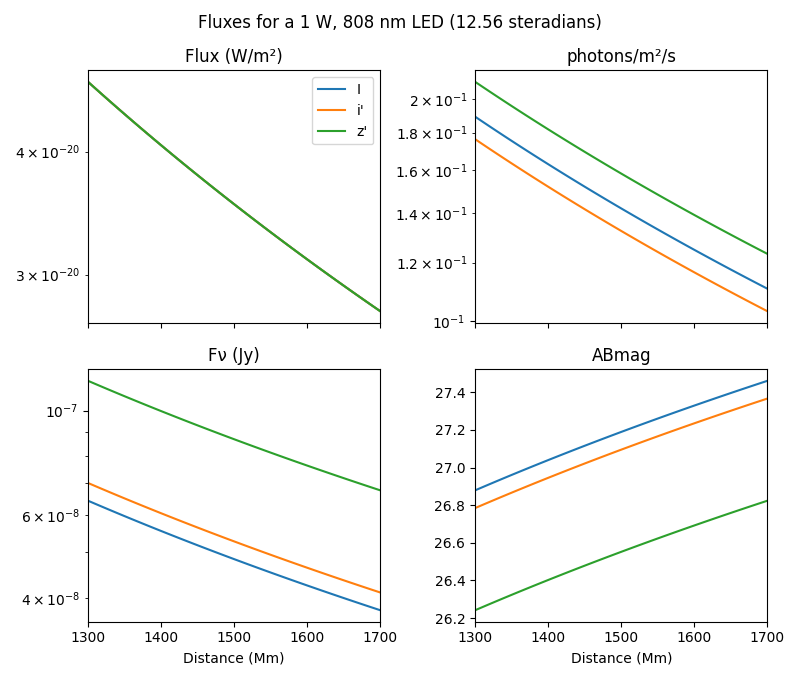 Fluxes for a 1 W, 808 nm LED (12.56 steradians)
Flux (W/m²)
photons/m²/s
I
i'
z'
4 × 10⁻²⁰
3 × 10⁻²⁰
2 × 10⁻¹
1.8 × 10⁻¹
1.6 × 10⁻¹
1.4 × 10⁻¹
1.2 × 10⁻¹
10⁻¹
Fν (Jy)
ABmag
10⁻⁷
6 × 10⁻⁸
4 × 10⁻⁸
27.4
27.2
27.0
26.8
26.6
26.4
26.2
1300 1400 1500 1600 1700
1300 1400 1500 1600 1700
Distance (Mm)
Distance (Mm)